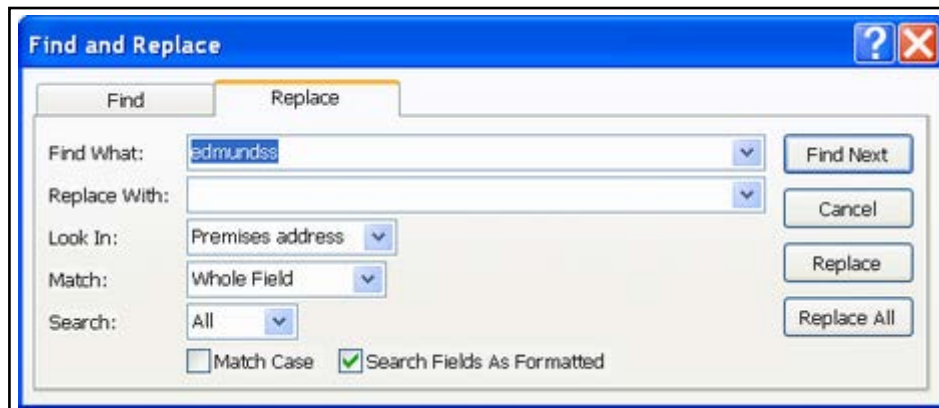 Find and Replace
Find Replace
Find What: edmundss Find Next
Replace With: Cancel
Look In: Premises address
Match: Whole Field Replace
Search: All Replace All
Match Case Search Fields As Formatted